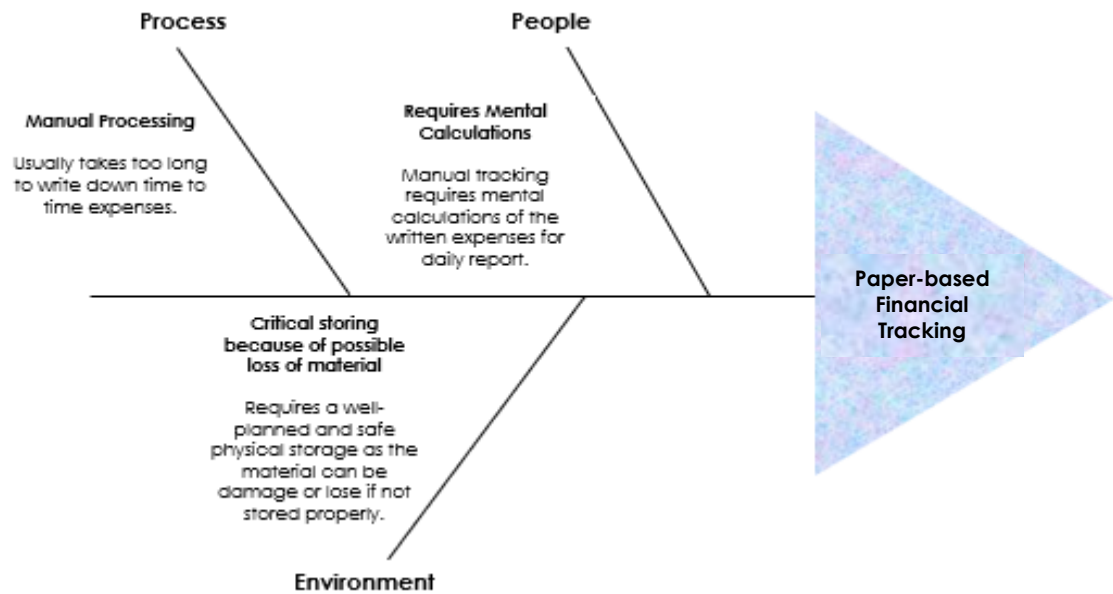 Process
People
Manual Processing
Usually takes too long
to write down time to
time expenses.
Requires Mental
Calculations
Manual tracking
requires mental
calculations of the
written expenses for
daily report.
Paper-based
Financial
Tracking
Critical storing
because of possible
loss of material
Requires a well-
planned and safe
physical storage as the
material can be
damage or lose if not
stored properly.
Environment